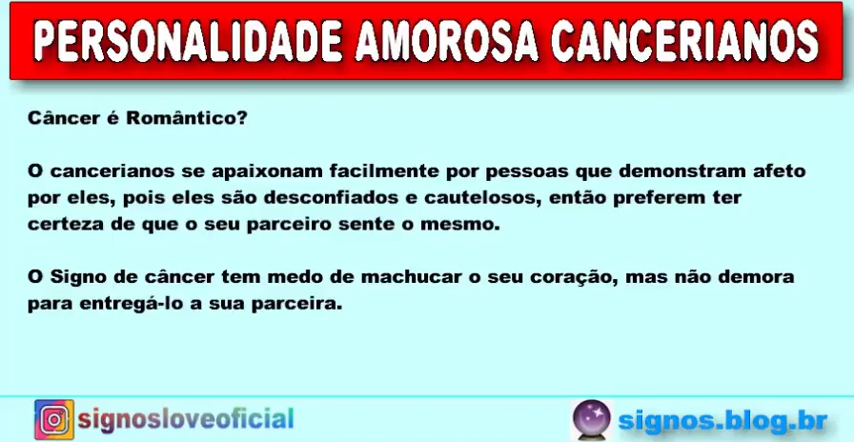 PERSONALIDADE AMOROSA CANCERIANOS
Câncer é Romântico?
O cancerianos se apaixonam facilmente por pessoas que demonstram afeto
por eles, pois eles são desconfiados e cautelosos, então preferem ter
certeza de que o seu parceiro sente o mesmo.
O Signo de câncer tem medo de machucar o seu coração, mas não demora
para entregá-lo a sua parceira.
signosloveoficial
signos.blog.br